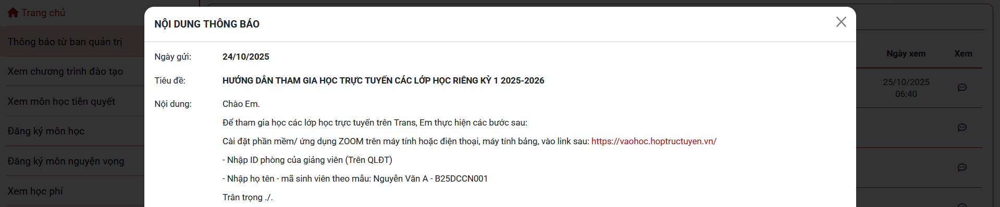 Trang chủ
Thông báo từ ban quản trị
Xem chương trình đào tạo
Xem môn học tiên quyết
Đăng ký môn học
Đăng ký môn nguyện vọng
Xem học phí
NỘI DUNG THÔNG BÁO
Ngày gửi: 24/10/2025
Tiêu đề: HƯỚNG DẪN THAM GIA HỌC TRỰC TUYẾN CÁC LỚP HỌC RIÊNG KỲ 1 2025-2026
Nội dung: Chào Em.
Để tham gia học các lớp học trực tuyến trên Trans, Em thực hiện các bước sau:
Cài đặt phần mềm/ ứng dụng ZOOM trên máy tính hoặc điện thoại, máy tính bảng, vào link sau: https://vaohoc.hoptructuyen.vn/
- Nhập ID phòng của giảng viên (Trên QLĐT)
- Nhập họ tên - mã sinh viên theo mẫu: Nguyễn Văn A - B25DCCN001
Trân trọng ./.
Ngày xem Xem
25/10/2025
06:40